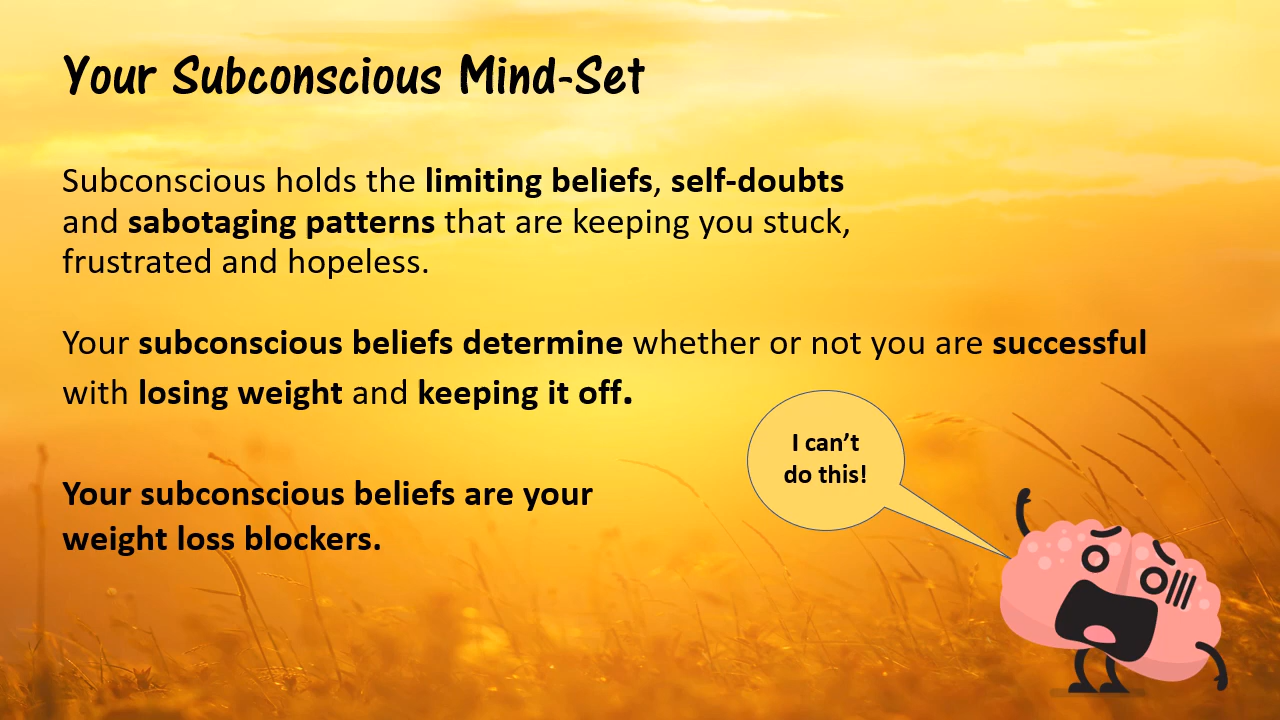 Your Subconscious Mind-Set
Subconscious holds the limiting beliefs, self-doubts
and sabotaging patterns that are keeping you stuck,
frustrated and hopeless.
Your subconscious beliefs determine whether or not you are successful
with losing weight and keeping it off.
I can’t
do this!
Your subconscious beliefs are your
weight loss blockers.